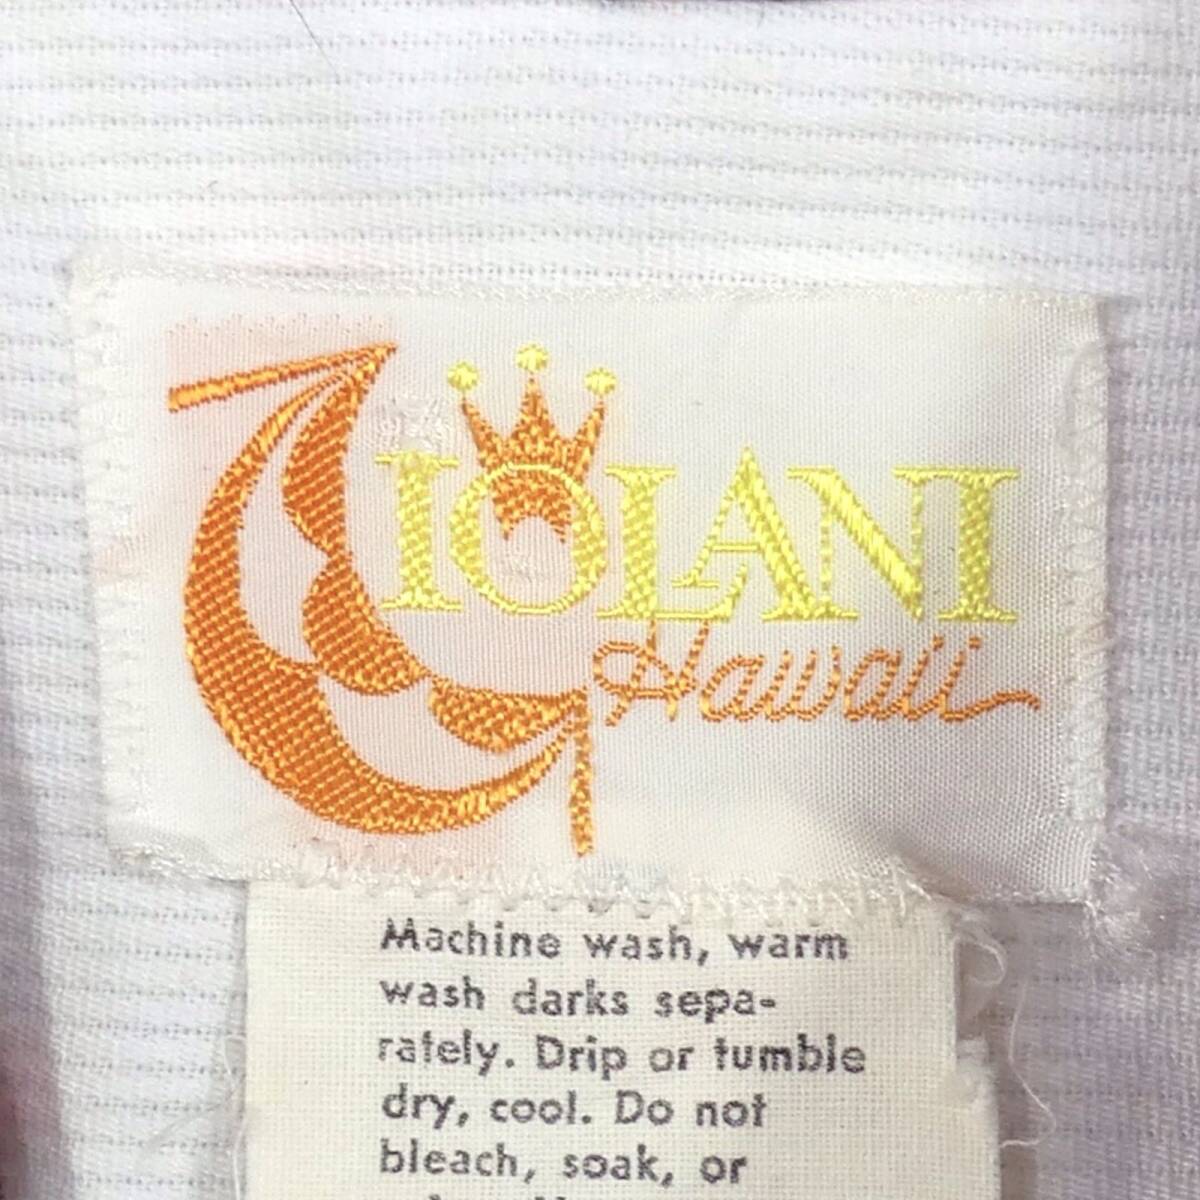 IOLANI
Hawaii
Machine wash, warm
wash darks sepa-
rately. Drip or tumble
dry, cool. Do not
bleach, soak, or